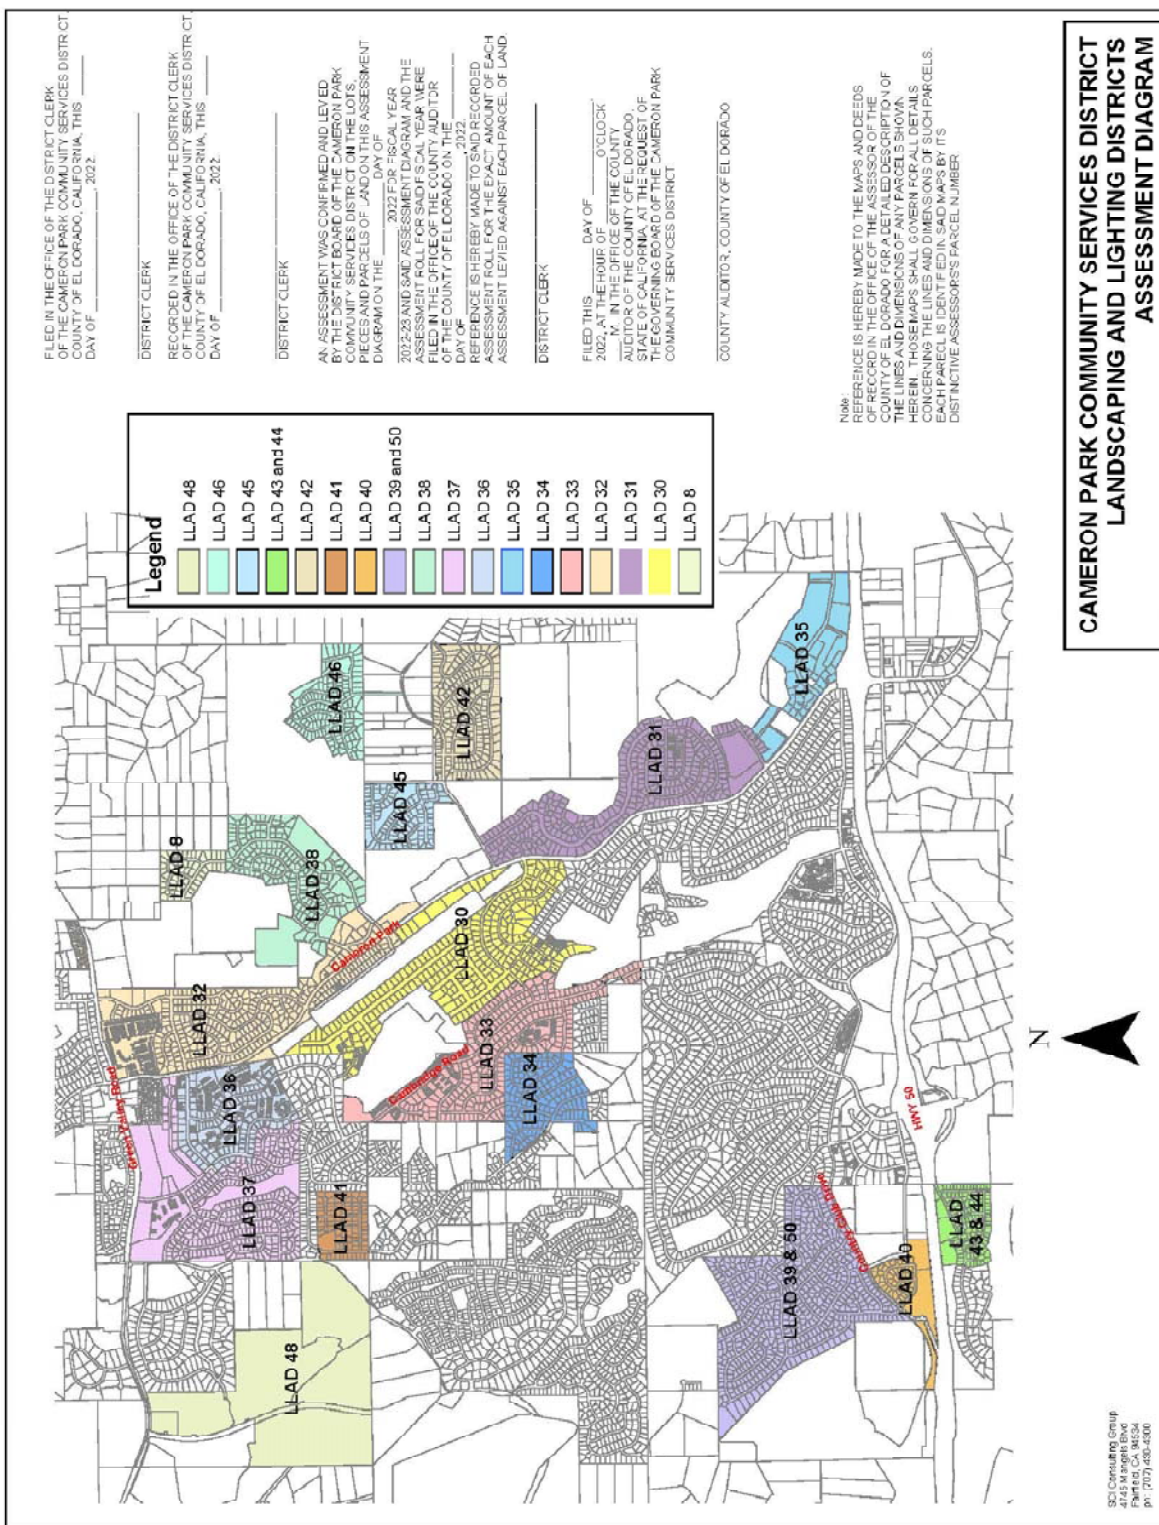 FILED IN THE OFFICE OF THE DISTRICT CLERK
OF THE CAMERON PARK COMMUNITY SERVICES DISTRICT,
COUNTY OF EL DORADO, CALIFORNIA, THIS
DAY OF , 2022.
DISTRICT CLERK
RECORDED IN THE OFFICE OF THE DISTRICT CLERK
OF THE CAMERON PARK COMMUNITY SERVICES DISTRICT,
COUNTY OF EL DORADO, CALIFORNIA, THIS
DAY OF , 2022.
DISTRICT CLERK
AN ASSESSMENT WAS CONFIRMED AND LEVIED
BY THE DISTRICT BOARD OF THE CAMERON PARK
COMMUNITY SERVICES DISTRICT ON THE LOTS,
PIECES AND PARCELS OF LAND ON THIS ASSESSMENT
DIAGRAM ON THE DAY OF
2022 FOR FISCAL YEAR
2022-23 AND SAID ASSESSMENT DIAGRAM AND THE
ASSESSMENT ROLL FOR SAID FISCAL YEAR WERE
FILED IN THE OFFICE OF THE COUNTY AUDITOR
OF THE COUNTY OF EL DORADO ON THE
DAY OF , 2022.
REFERENCE IS HEREBY MADE TO SAID RECORDED
ASSESSMENT ROLL FOR THE EXACT AMOUNT OF EACH
ASSESSMENT LEVIED AGAINST EACH PARCEL OF LAND.
DISTRICT CLERK
FILED THIS DAY OF
2022, AT THE HOUR OF O'CLOCK
M. IN THE OFFICE OF THE COUNTY
AUDITOR OF THE COUNTY OF EL DORADO,
STATE OF CALIFORNIA, AT THE REQUEST OF
THE GOVERNING BOARD OF THE CAMERON PARK
COMMUNITY SERVICES DISTRICT
COUNTY AUDITOR, COUNTY OF EL DORADO
Note:
REFERENCE IS HEREBY MADE TO THE MAPS AND DEEDS
OF RECORD IN THE OFFICE OF THE ASSESSOR OF THE
COUNTY OF EL DORADO FOR A DETAILED DESCRIPTION OF
THE LINES AND DIMENSIONS OF ANY PARCELS SHOWN
HEREIN. THOSE MAPS SHALL GOVERN FOR ALL DETAILS
CONCERNING THE LINES AND DIMENSIONS OF SUCH PARCELS.
EACH PARECL IS IDENTIFIED IN SAID MAPS BY ITS
DISTINCTIVE ASSESSORS'S PARCEL NUMBER
Legend
LLAD 48
LLAD 46
LLAD 45
LLAD 43 and 44
LLAD 42
LLAD 41
LLAD 40
LLAD 39 and 50
LLAD 38
LLAD 37
LLAD 36
LLAD 35
LLAD 34
LLAD 33
LLAD 32
LLAD 31
LLAD 30
LLAD 8
Green Valley Road
LLAD 8
LLAD 32
LLAD 38
LLAD 46
LLAD 36
LLAD 37
LLAD 48
LLAD 41
Cameron Park
LLAD 45
LLAD 42
LLAD 30
Cambridge Road
LLAD 33
LLAD 34
LLAD 31
LLAD 35
LLAD 39 & 50
Country Club Drive
LLAD 40
HWY 50
LLAD
43 & 44
N
CAMERON PARK COMMUNITY SERVICES DISTRICT
LANDSCAPING AND LIGHTING DISTRICTS
ASSESSMENT DIAGRAM
SCI Consulting Group
4745 Mangels Blvd
Fairfield, CA 94534
ph: (707) 430-4300